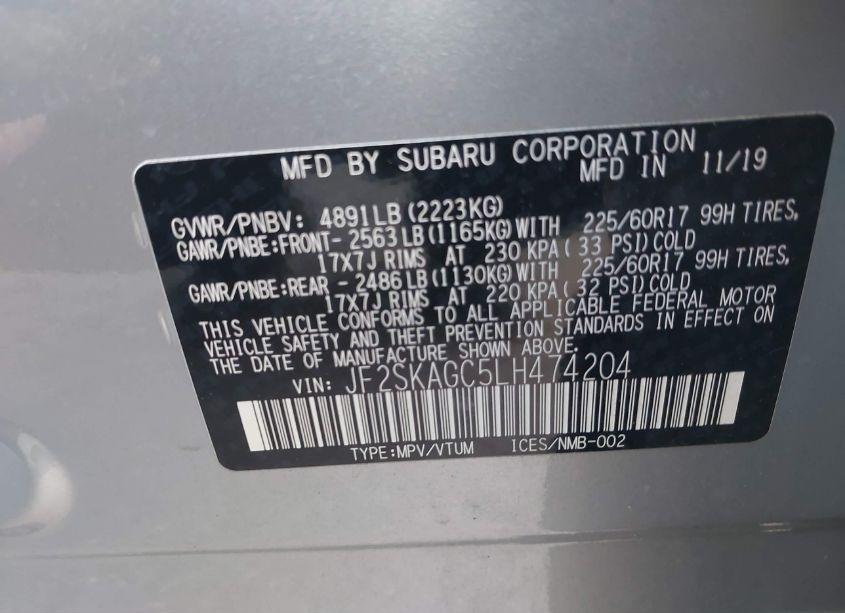 MFD BY SUBARU CORPORATION
MFD IN 11/19
GVWR/PNBV: 4891LB (2223KG)
GAWR/PNBE:FRONT- 2563 LB (1165KG)WITH 225/60R17 99H TIRES,
17X7J RIMS AT 230 KPA ( 33 PSI)COLD
GAWR/PNBE:REAR - 2486 LB (1130KG)WITH 225/60R17 99H TIRES,
17X7J RIMS AT 220 KPA ( 32 PSI)COLD
THIS VEHICLE CONFORMS TO ALL APPLICABLE FEDERAL MOTOR
VEHICLE SAFETY AND THEFT PREVENTION STANDARDS IN EFFECT ON
THE DATE OF MANUFACTURE SHOWN ABOVE.
VIN: JF2SKAGC5LH474204
TYPE:MPV/VTUM ICES/NMB-002